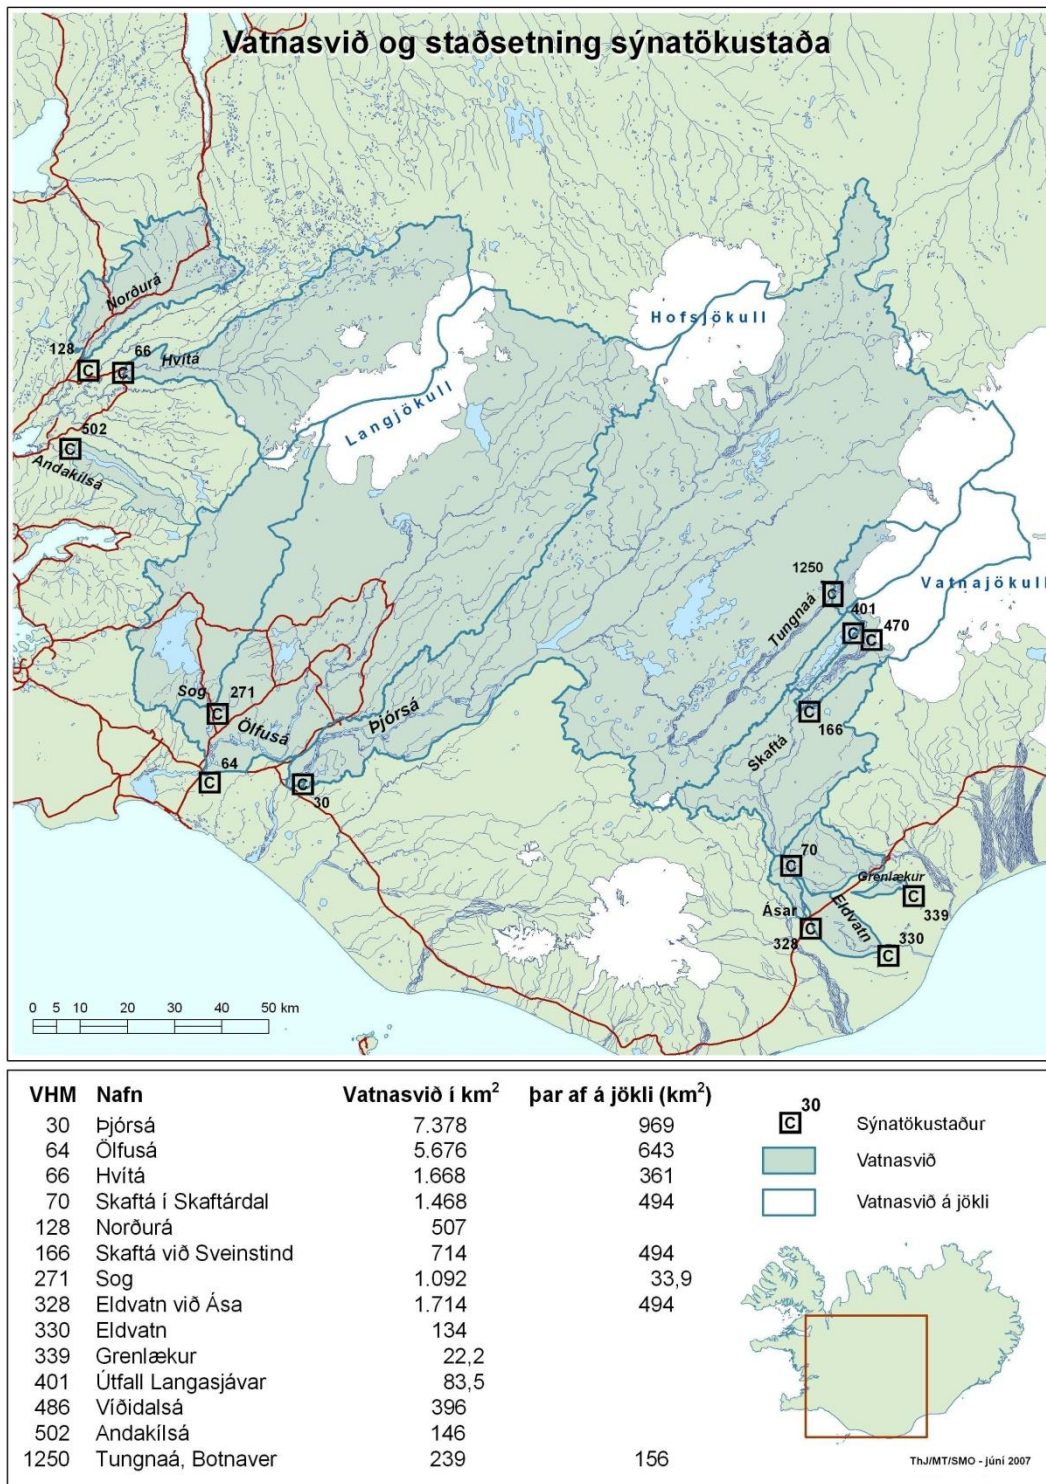 Vatnasvið og staðsetning sýnatökustaða
Norðurá
128
C
66
C
Hvítá
502
C
Andakílsá
Langjökull
Hofsjökull
Vatnajökull
1250
C
Tungnaá
401
C
470
C
Sog
271
C
Ölfusá
Þjórsá
64
C
30
C
C
166
Skaftá
70
C
Grenlækur
C
339
Ásar
C
328
Eldvatn
330
C
0 5 10 20 30 40 50 km
VHM Nafn Vatnasvið í km² þar af á jökli (km²)
30 Þjórsá 7.378 969
64 Ölfusá 5.676 643
66 Hvítá 1.668 361
70 Skaftá í Skaftárdal 1.468 494
128 Norðurá 507
166 Skaftá við Sveinstind 714 494
271 Sog 1.092 33,9
328 Eldvatn við Ása 1.714 494
330 Eldvatn 134
339 Grenlækur 22,2
401 Útfall Langasjávar 83,5
486 Víðidalsá 396
502 Andakílsá 146
1250 Tungnaá, Botnaver 239 156
C 30 Sýnatökustaður
Vatnasvið
Vatnasvið á jökli
ThJ/MT/SMO - júní 2007